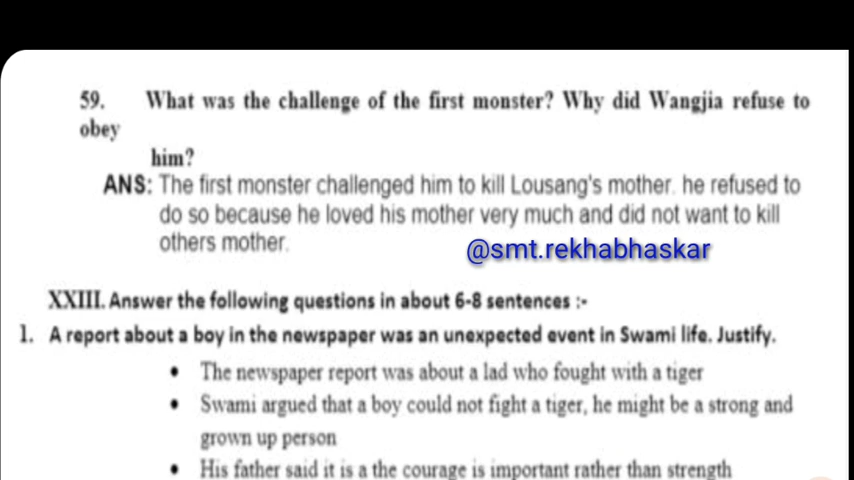 59. What was the challenge of the first monster? Why did Wangjia refuse to
obey
him?
ANS: The first monster challenged him to kill Lousang's mother. he refused to
do so because he loved his mother very much and did not want to kill
others mother.
@smt.rekhabhaskar
XXIII. Answer the following questions in about 6-8 sentences :-
1. A report about a boy in the newspaper was an unexpected event in Swami life. Justify.
• The newspaper report was about a lad who fought with a tiger
• Swami argued that a boy could not fight a tiger, he might be a strong and
grown up person
• His father said it is a the courage is important rather than strength